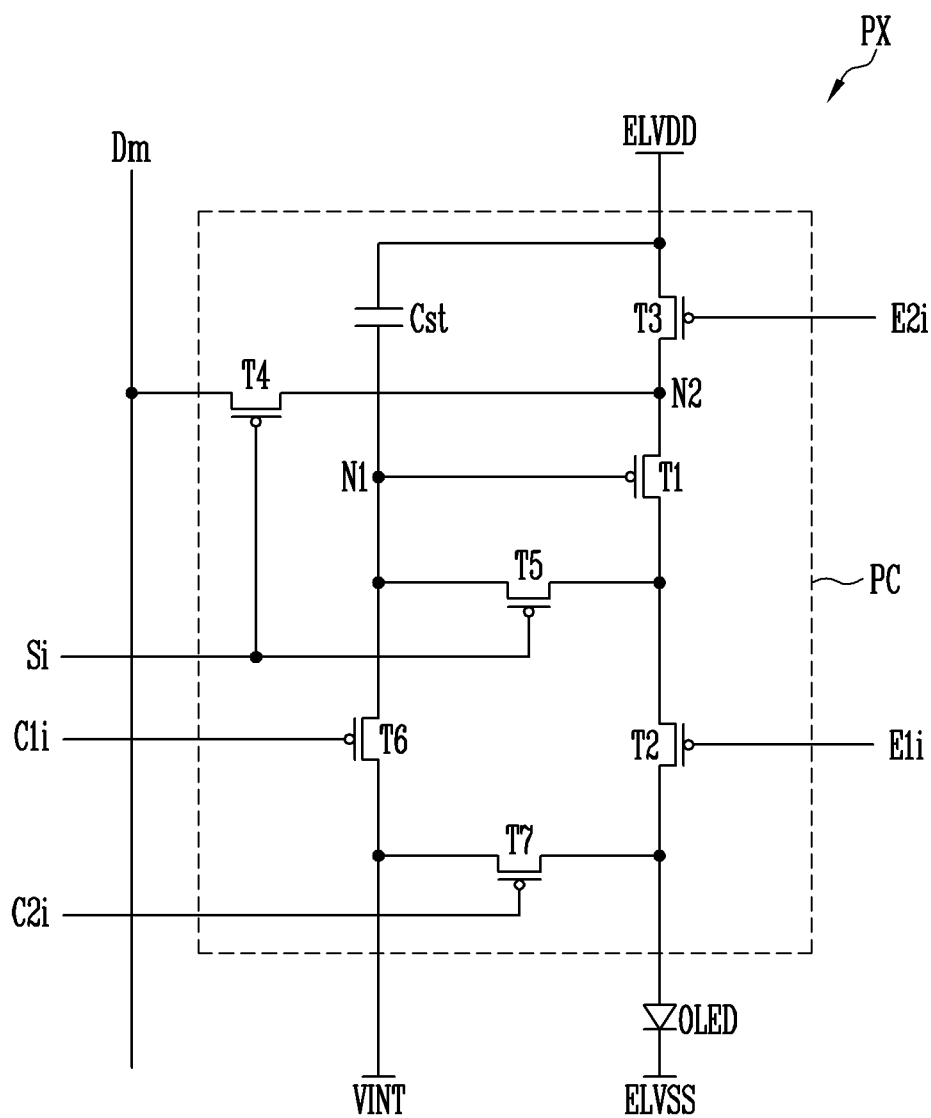 PX
ELVDD
Dm
Cst
T3
E2i
T4
N2
N1
T1
T5
PC
Si
C1i
T6
T2
E1i
T7
C2i
OLED
VINT
ELVSS